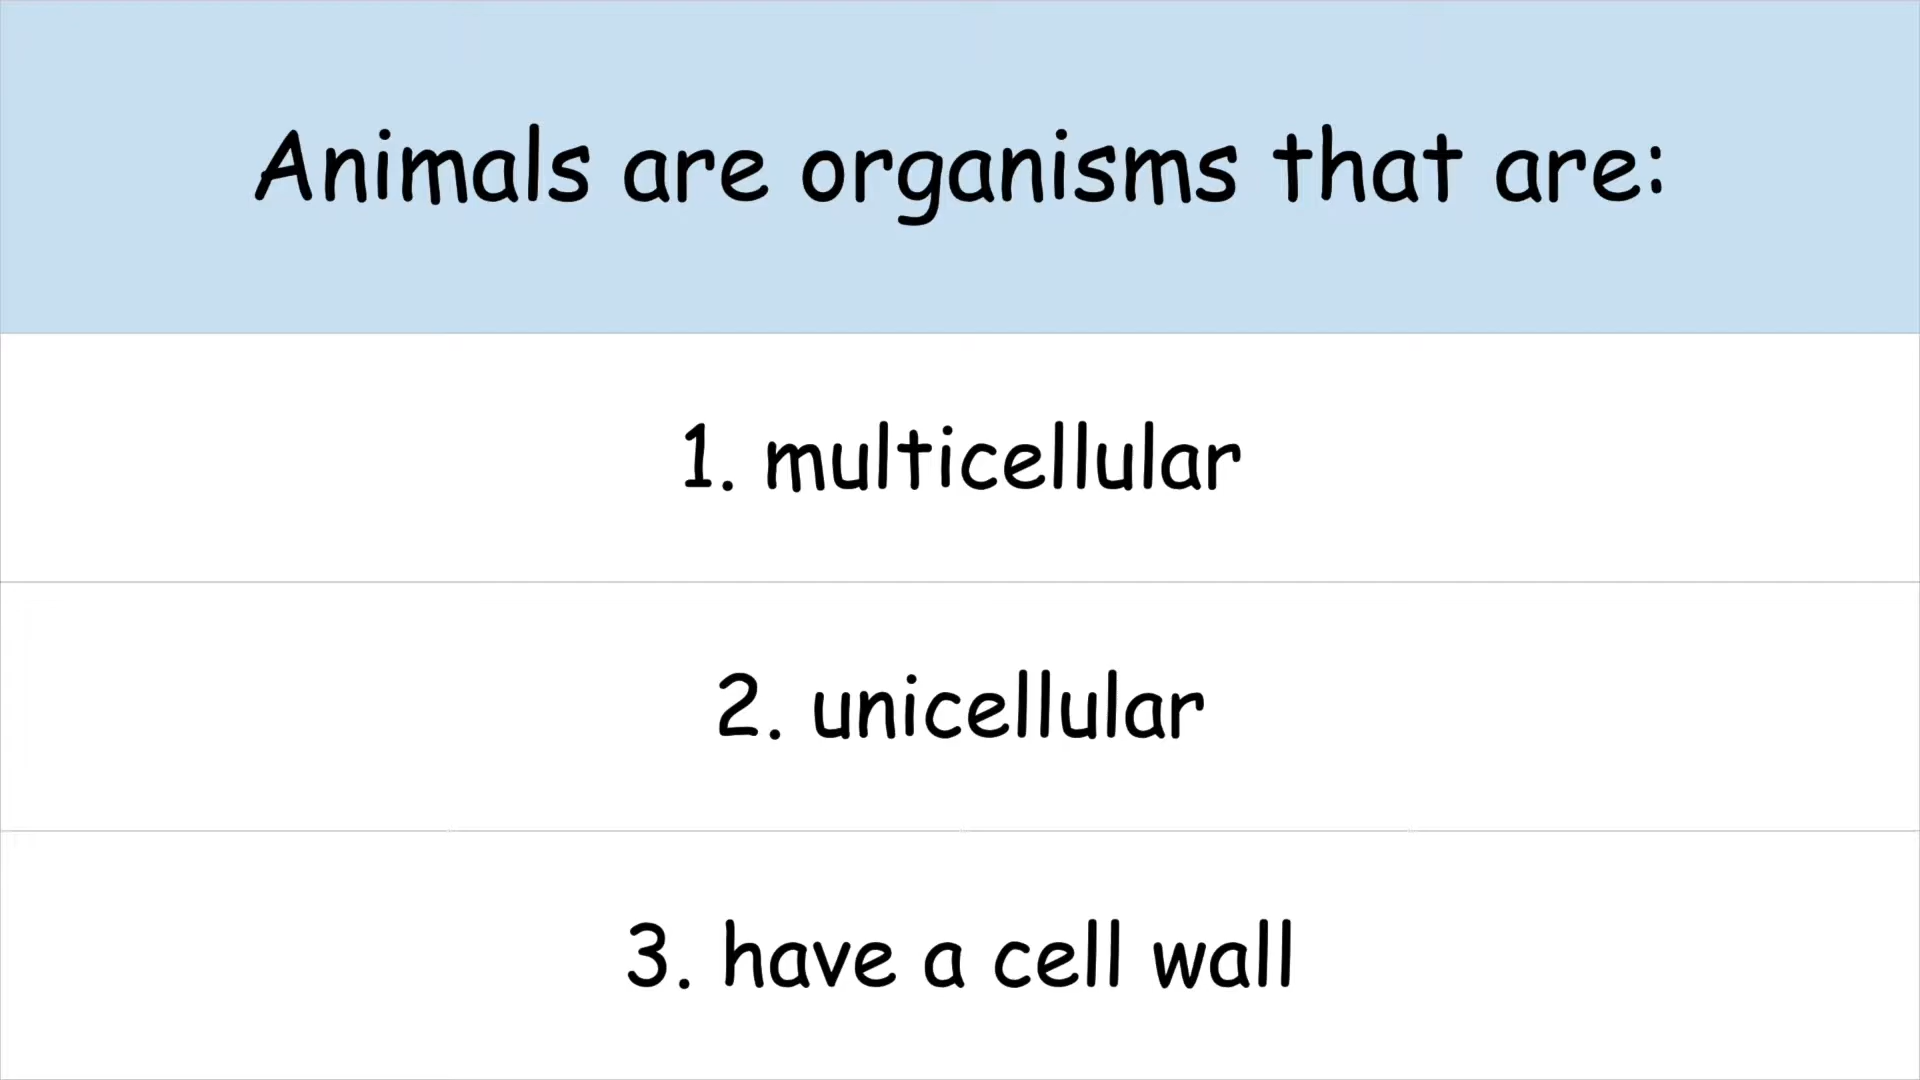 Animals are organisms that are:
1. multicellular
2. unicellular
3. have a cell wall